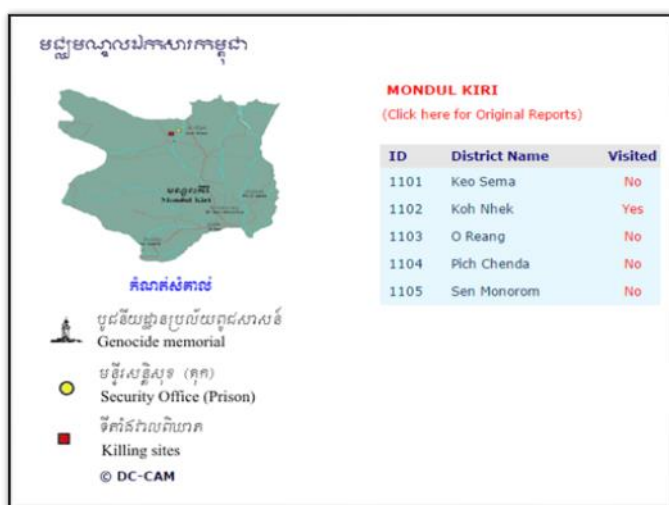 មជ្ឈមណ្ឌលឯកសារកម្ពុជា
MONDUL KIRI
(Click here for Original Reports)
ID District Name Visited
1101 Keo Sema No
1102 Koh Nhek Yes
1103 O Reang No
1104 Pich Chenda No
1105 Sen Monorom No
មណ្ឌលគីរី
Mondul Kiri
កំណត់សំគាល់
បូជនីយដ្ឋានប្រល័យពូជសាសន៍
Genocide memorial
មន្ទីរសន្តិសុខ (គុក)
Security Office (Prison)
ទីតាំងវាលពិឃាត
Killing sites
© DC-CAM